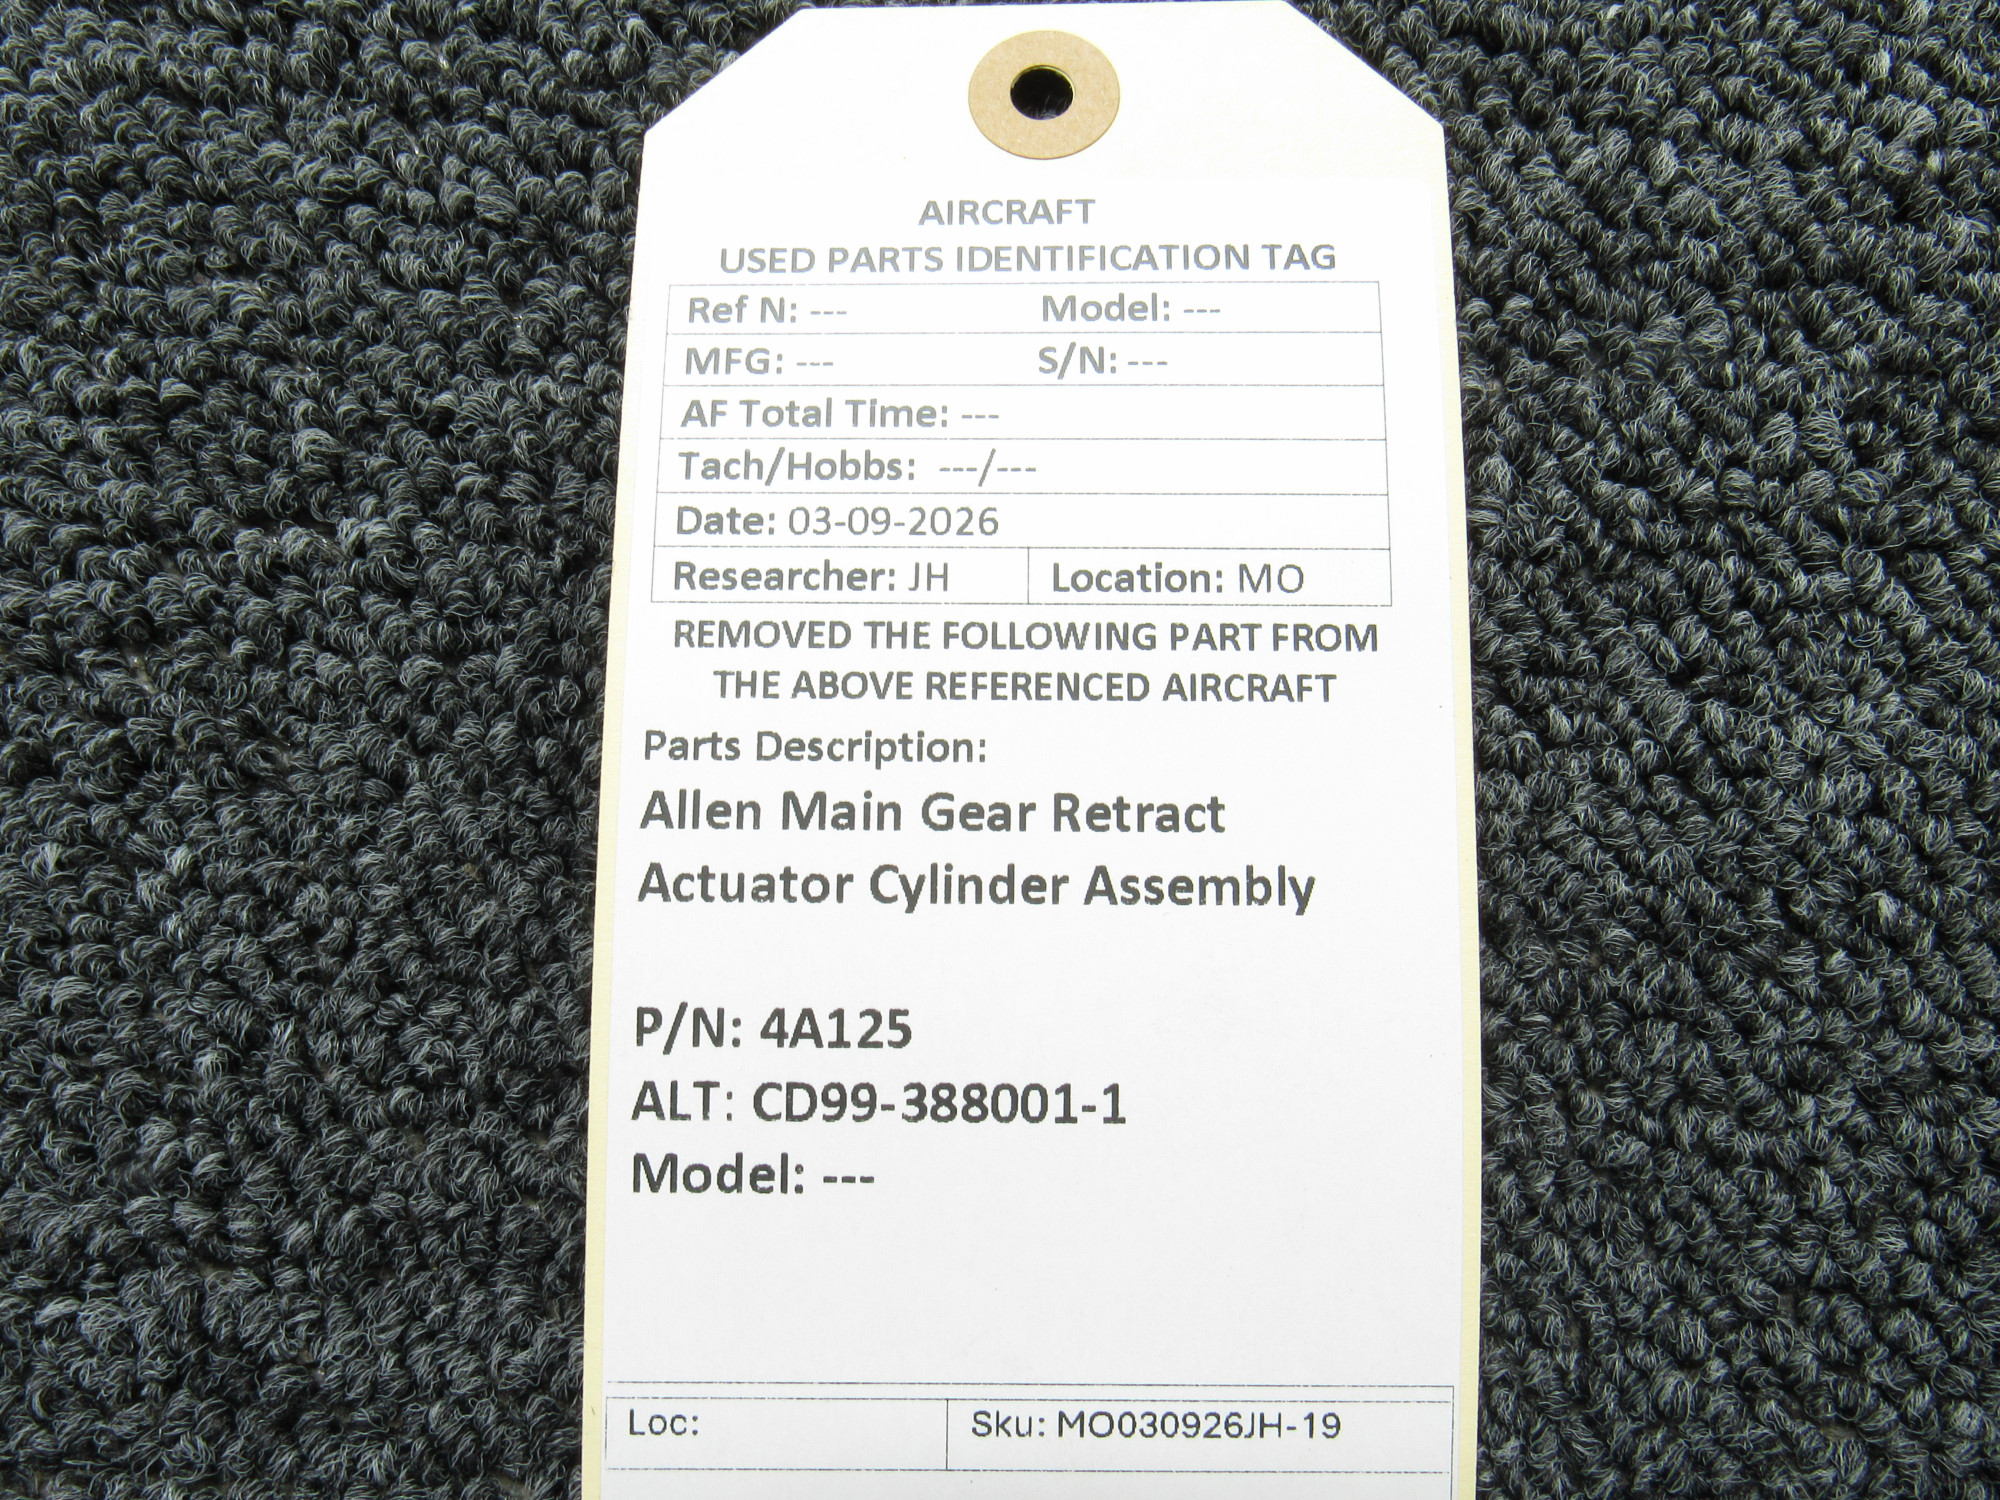 AIRCRAFT
USED PARTS IDENTIFICATION TAG
Ref N: --- Model: ---
MFG: --- S/N: ---
AF Total Time: ---
Tach/Hobbs: ---/---
Date: 03-09-2026
Researcher: JH Location: MO
REMOVED THE FOLLOWING PART FROM
THE ABOVE REFERENCED AIRCRAFT
Parts Description:
Allen Main Gear Retract
Actuator Cylinder Assembly
P/N: 4A125
ALT: CD99-388001-1
Model: ---
Loc: Sku: MO030926JH-19